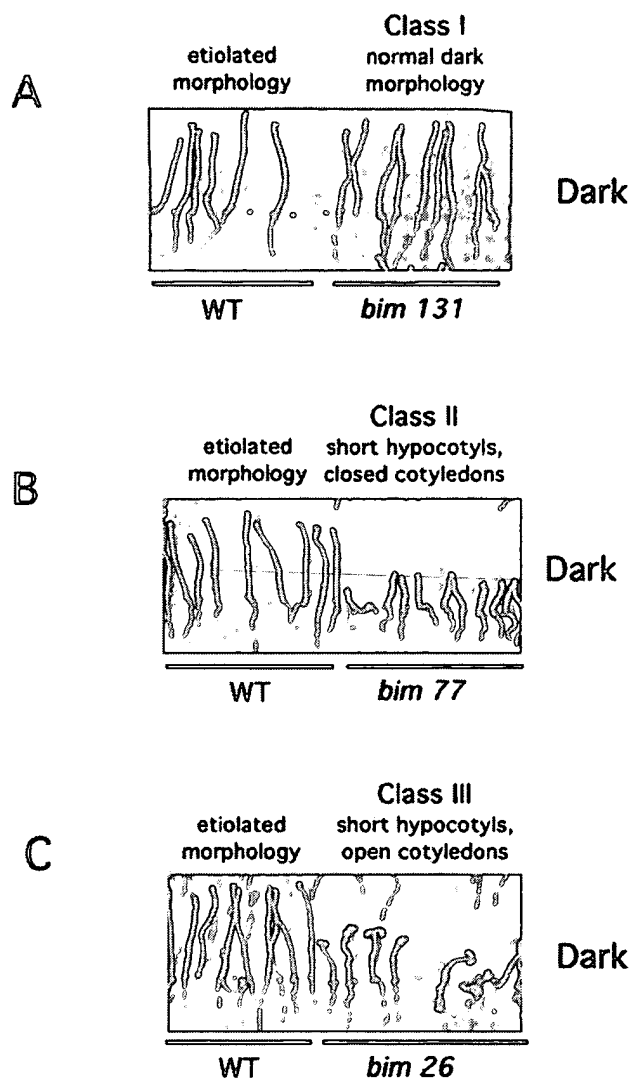 A
etiolated
morphology
Class I
normal dark
morphology
Dark
WT
bim 131
B
etiolated
morphology
Class II
short hypocotyls,
closed cotyledons
Dark
WT
bim 77
C
etiolated
morphology
Class III
short hypocotyls,
open cotyledons
Dark
WT
bim 26